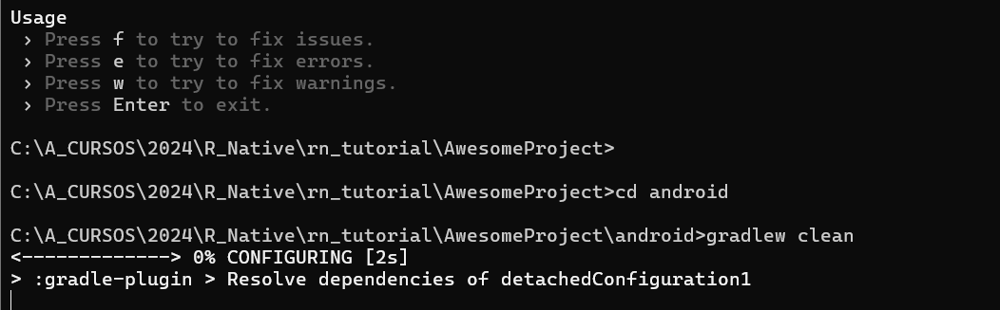 Usage
› Press f to try to fix issues.
› Press e to try to fix errors.
› Press w to try to fix warnings.
› Press Enter to exit.
C:\A_CURSOS\2024\R_Native\rn_tutorial\AwesomeProject>
C:\A_CURSOS\2024\R_Native\rn_tutorial\AwesomeProject>cd android
C:\A_CURSOS\2024\R_Native\rn_tutorial\AwesomeProject\android>gradlew clean
<-------------> 0% CONFIGURING [2s]
> :gradle-plugin > Resolve dependencies of detachedConfiguration1